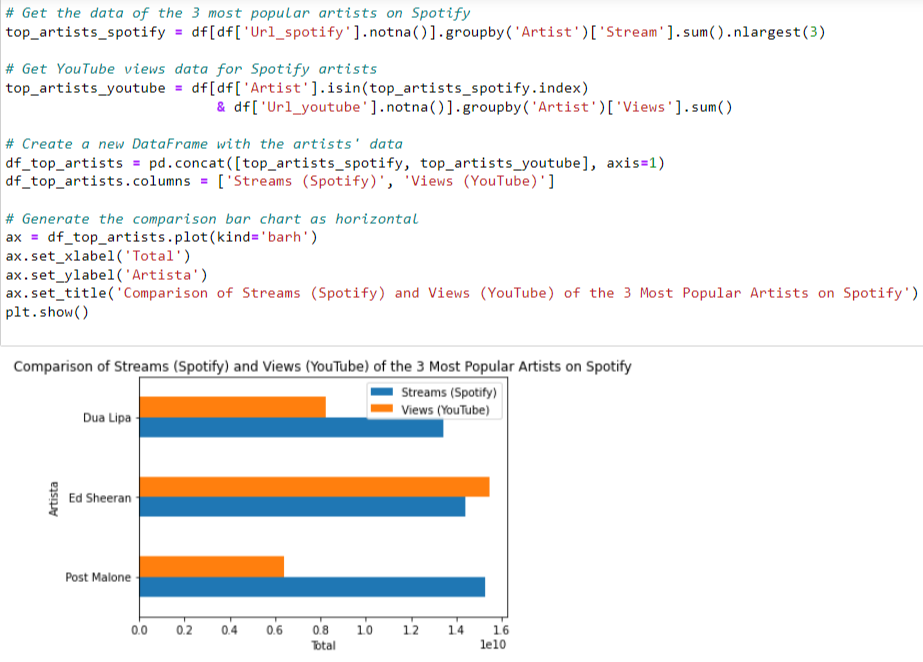 # Get the data of the 3 most popular artists on Spotify
top_artists_spotify = df[df['Url_spotify'].notna()].groupby('Artist')['Stream'].sum().nlargest(3)
# Get YouTube views data for Spotify artists
top_artists_youtube = df[df['Artist'].isin(top_artists_spotify.index)
& df['Url_youtube'].notna()].groupby('Artist')['Views'].sum()
# Create a new DataFrame with the artists' data
df_top_artists = pd.concat([top_artists_spotify, top_artists_youtube], axis=1)
df_top_artists.columns = ['Streams (Spotify)', 'Views (YouTube)']
# Generate the comparison bar chart as horizontal
ax = df_top_artists.plot(kind='barh')
ax.set_xlabel('Total')
ax.set_ylabel('Artista')
ax.set_title('Comparison of Streams (Spotify) and Views (YouTube) of the 3 Most Popular Artists on Spotify')
plt.show()
Comparison of Streams (Spotify) and Views (YouTube) of the 3 Most Popular Artists on Spotify
Streams (Spotify)
Views (YouTube)
Dua Lipa
Ed Sheeran
Post Malone
Artista
0.0 0.2 0.4 0.6 0.8 1.0 1.2 1.4 1.6
Total
1e10